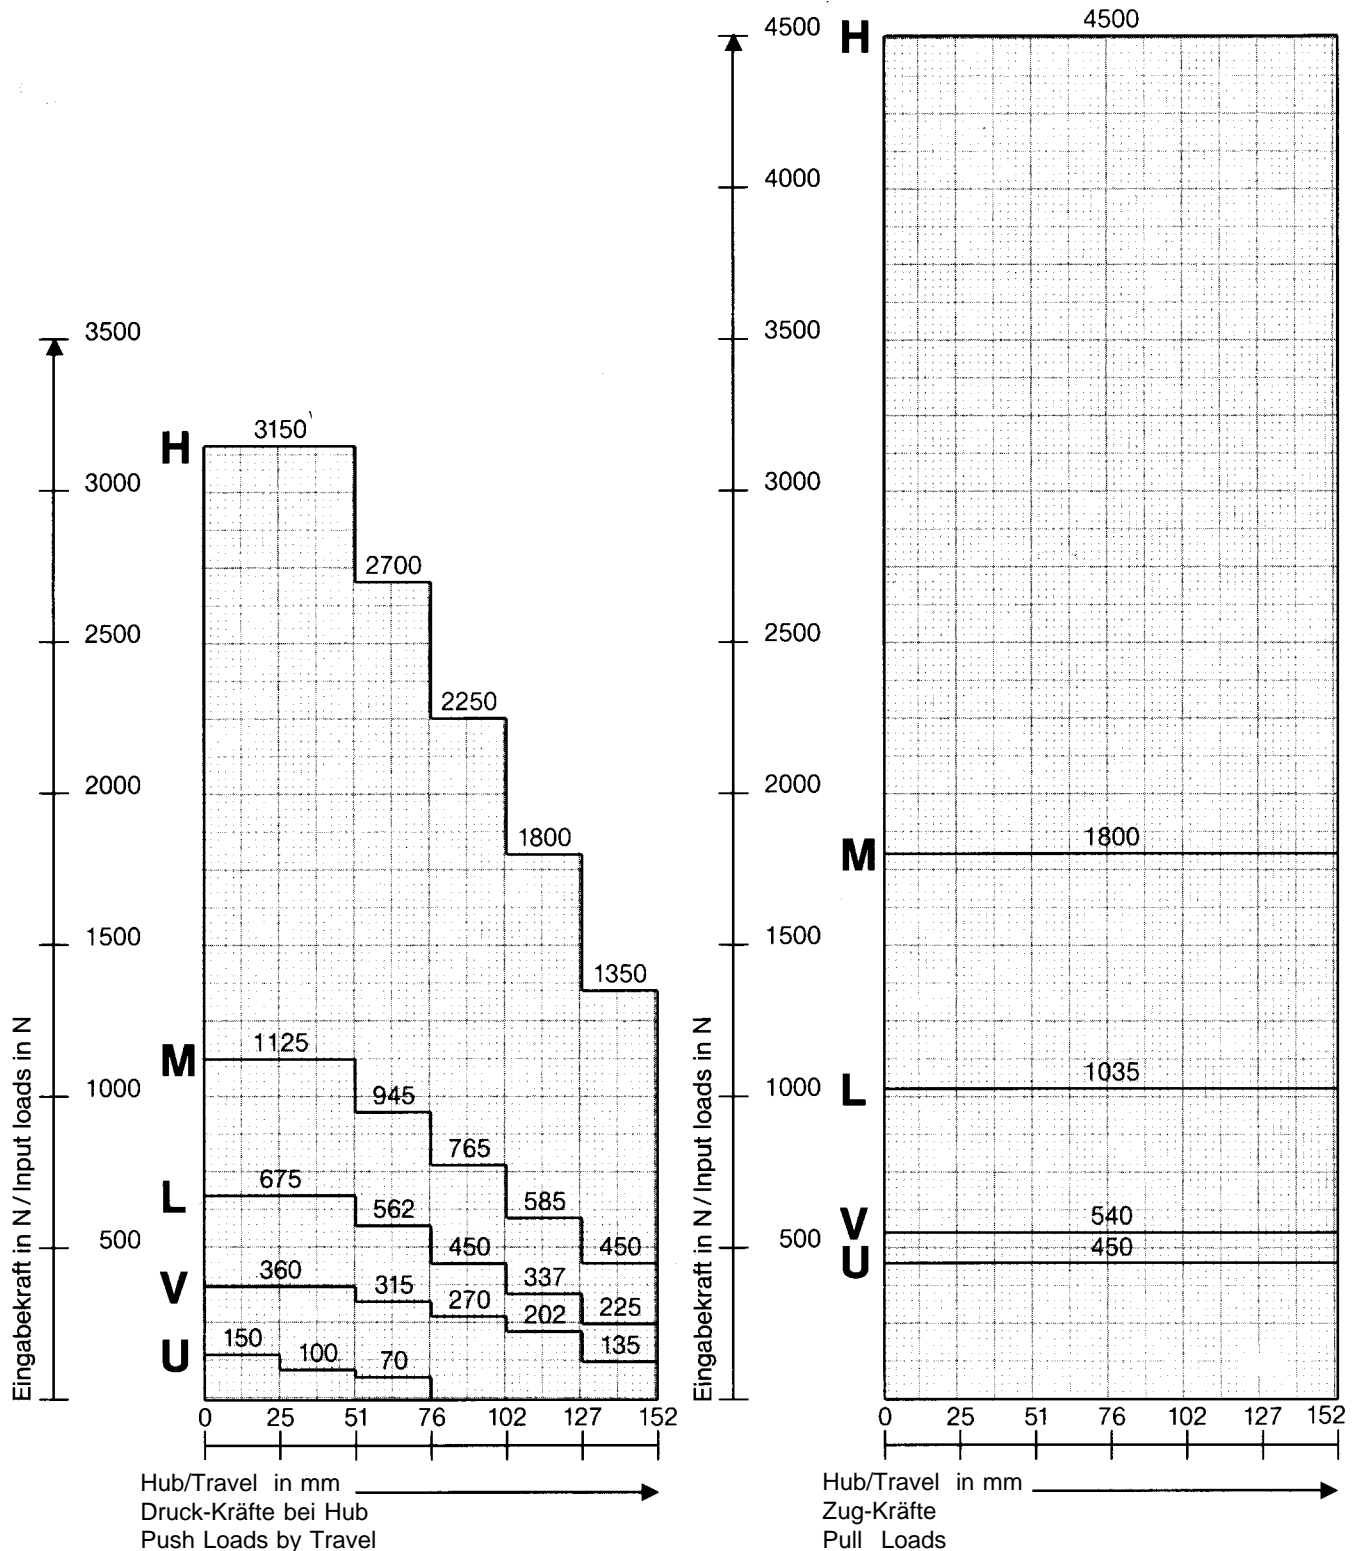 3500
3000
2500
2000
1500
1000
500
Eingabekraft in N / Input loads in N
H
3150
2700
2250
1800
1350
M
1125
945
765
585
450
L
675
562
450
337
225
V
360
315
270
202
135
U
150
100
70
0 25 51 76 102 127 152
Hub/Travel in mm
Druck-Kräfte bei Hub
Push Loads by Travel
4500
4000
3500
3000
2500
2000
1500
1000
500
Eingabekraft in N / Input loads in N
H
4500
M
1800
L
1035
V
540
U
450
0 25 51 76 102 127 152
Hub/Travel in mm
Zug-Kräfte
Pull Loads